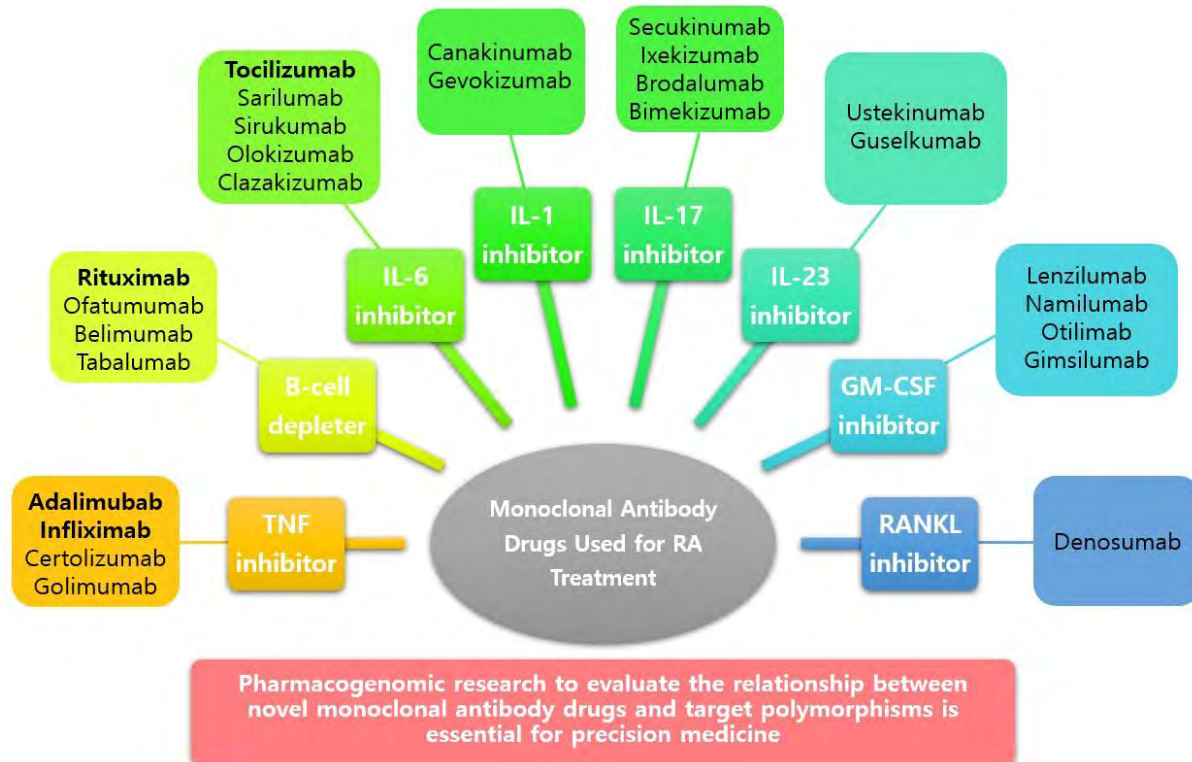 Canakinumab
Gevokizumab
Secukinumab
Ixekizumab
Brodalumab
Bimekizumab
Tocilizumab
Sarilumab
Sirukumab
Olokizumab
Clazakizumab
Ustekinumab
Guselkumab
IL-1
inhibitor
IL-17
inhibitor
IL-6
inhibitor
IL-23
inhibitor
Rituximab
Ofatumumab
Belimumab
Tabalumab
Lenzilumab
Namilumab
Otilimab
Gimsilumab
B-cell
depleter
GM-CSF
inhibitor
Adalimubab
Infliximab
Certolizumab
Golimumab
TNF
inhibitor
Monoclonal Antibody
Drugs Used for RA
Treatment
RANKL
inhibitor
Denosumab
Pharmacogenomic research to evaluate the relationship between
novel monoclonal antibody drugs and target polymorphisms is
essential for precision medicine